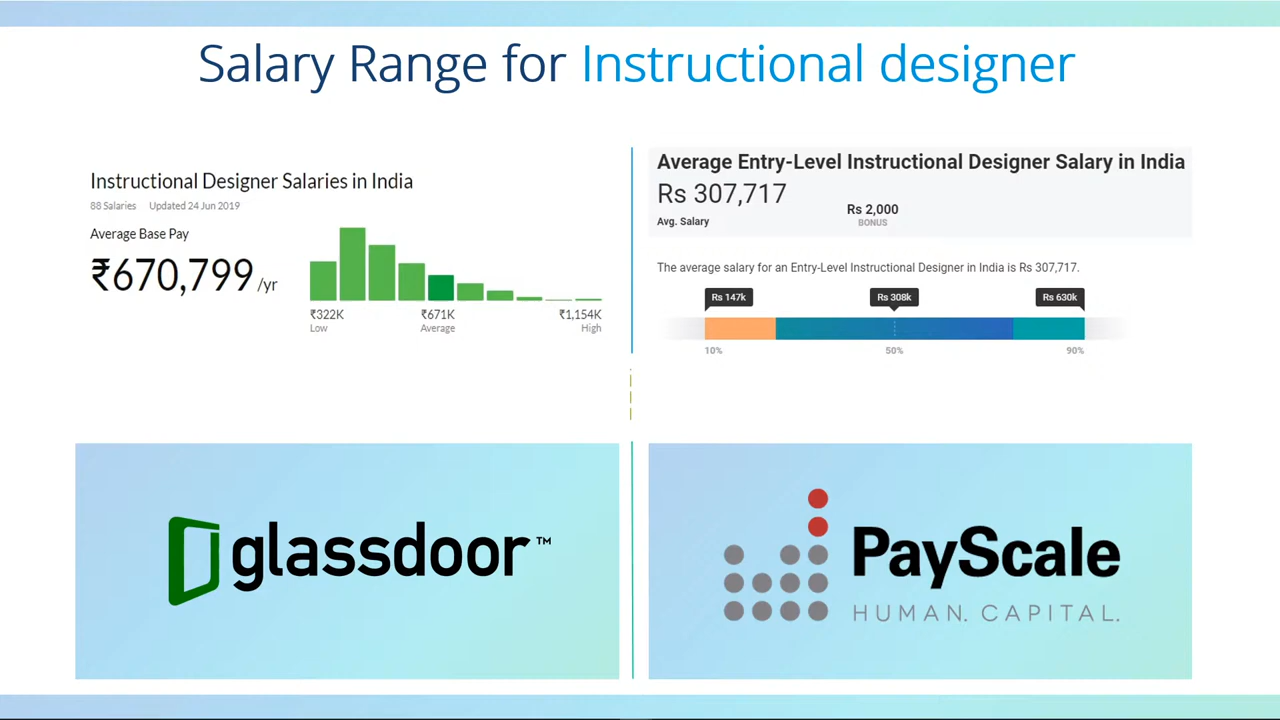 Salary Range for Instructional designer
Instructional Designer Salaries in India
88 Salaries Updated 24 Jun 2019
Average Base Pay
₹670,799 /yr
₹322K ₹671K ₹1,154K
Low Average High
Average Entry-Level Instructional Designer Salary in India
Rs 307,717
Avg. Salary
Rs 2,000
BONUS
The average salary for an Entry-Level Instructional Designer in India is Rs 307,717.
Rs 147k Rs 308k Rs 630k
10% 50% 90%
glassdoor™
PayScale
HUMAN. CAPITAL.